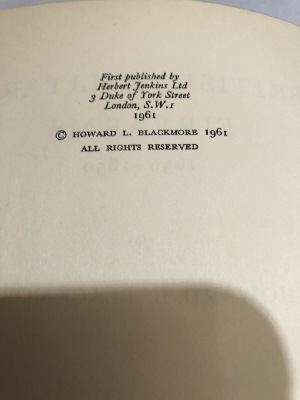 First published by
Herbert Jenkins Ltd
3 Duke of York Street
London, S.W.1
1961
© HOWARD L. BLACKMORE 1961
ALL RIGHTS RESERVED